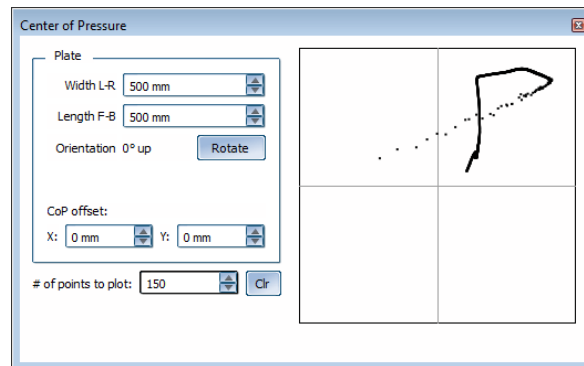 Center of Pressure
Plate
Width L-R 500 mm
Length F-B 500 mm
Orientation 0° up Rotate
CoP offset:
X: 0 mm Y: 0 mm
# of points to plot: 150 Clr